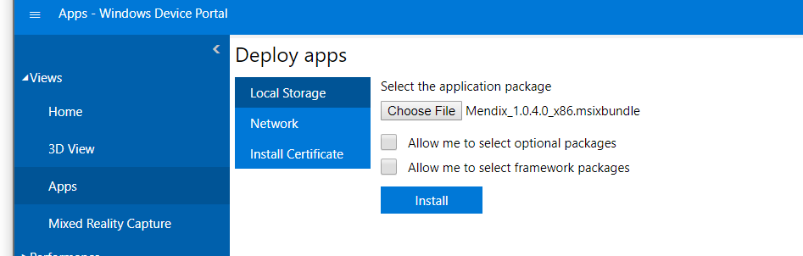 Apps - Windows Device Portal
Views
Home
3D View
Apps
Mixed Reality Capture
Performance
Deploy apps
Local Storage
Network
Install Certificate
Select the application package
Choose File Mendix_1.0.4.0_x86.msixbundle
Allow me to select optional packages
Allow me to select framework packages
Install